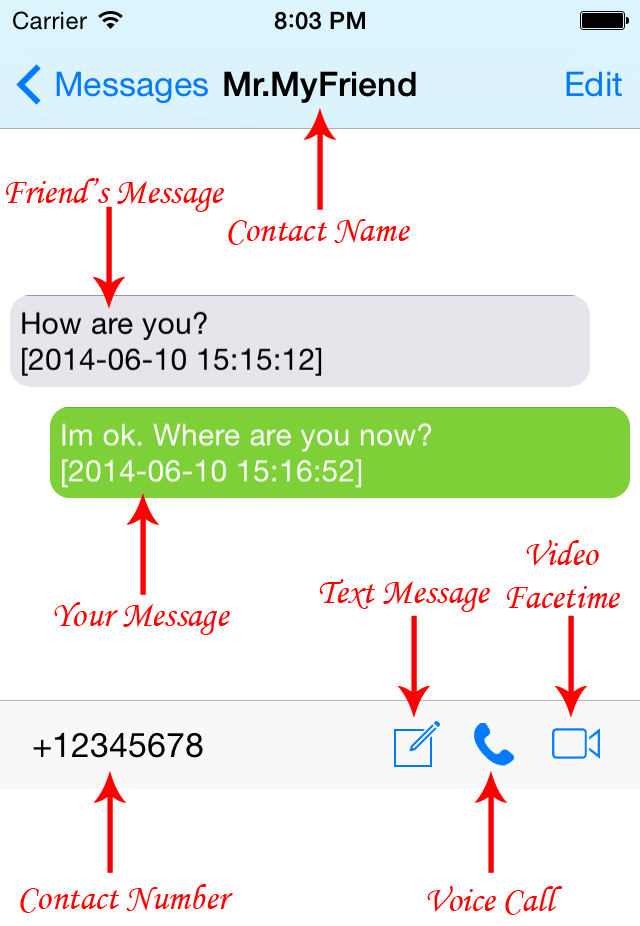 Carrier 8:03 PM
Messages Mr.MyFriend Edit
Friend's Message
Contact Name
How are you?
[2014-06-10 15:15:12]
Im ok. Where are you now?
[2014-06-10 15:16:52]
Video
Facetime
Text Message
Your Message
+12345678
Contact Number
Voice Call